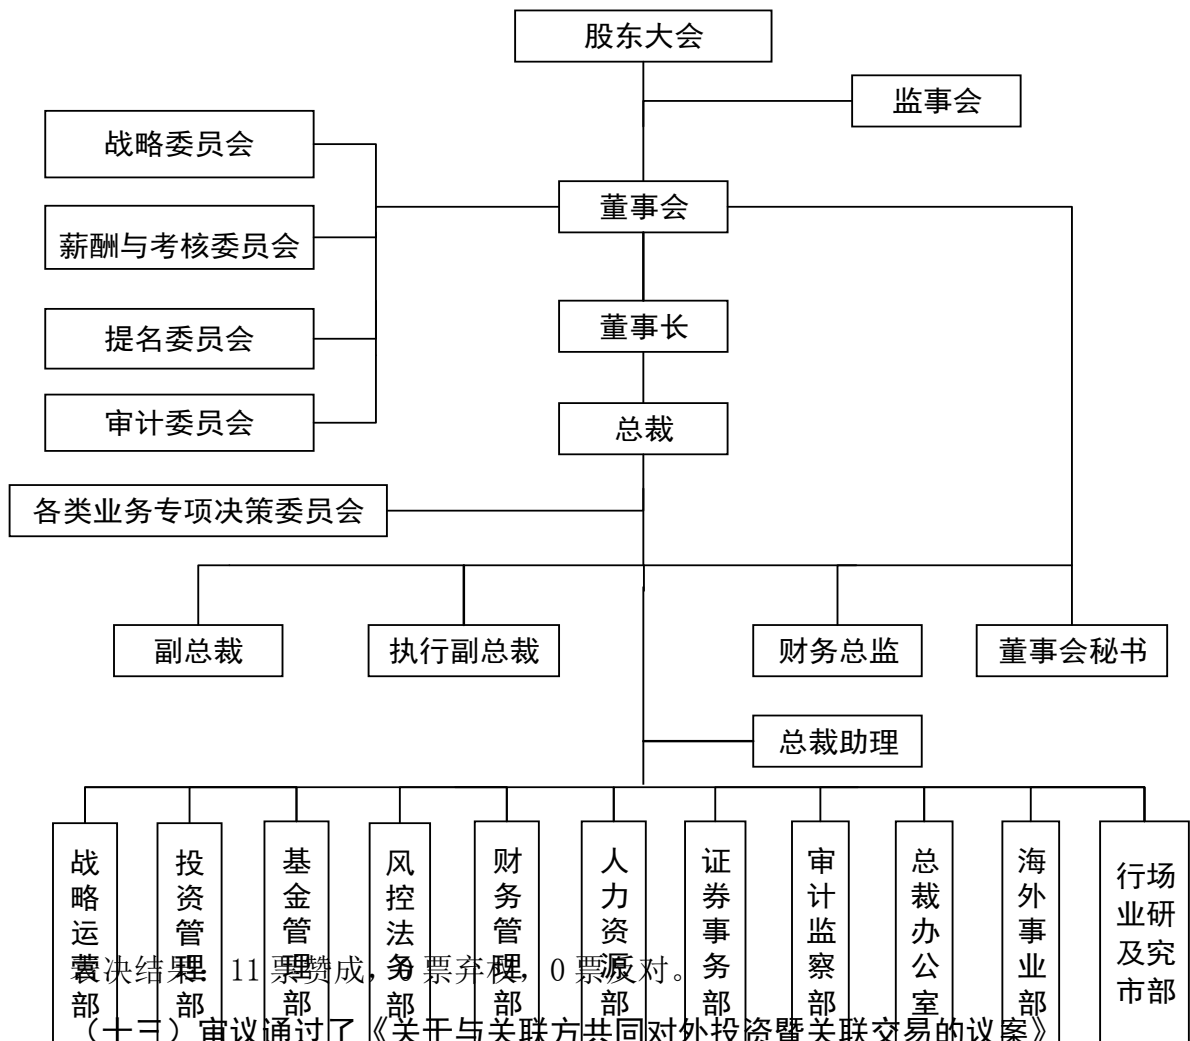 股东大会
监事会
战略委员会
董事会
薪酬与考核委员会
董事长
提名委员会
审计委员会
总裁
各类业务专项决策委员会
副总裁
执行副总裁
财务总监
董事会秘书
总裁助理
战略运营部
投资管理部
基金管理部
风控法务部
财务管理部
人力资源部
证券事务部
审计监察部
总裁办公室
海外事业部
行场
业研
及究
市部
表决结果：11 票赞成，0 票弃权，0 票反对。
（十三）审议通过了《关于与关联方共同对外投资暨关联交易的议案》